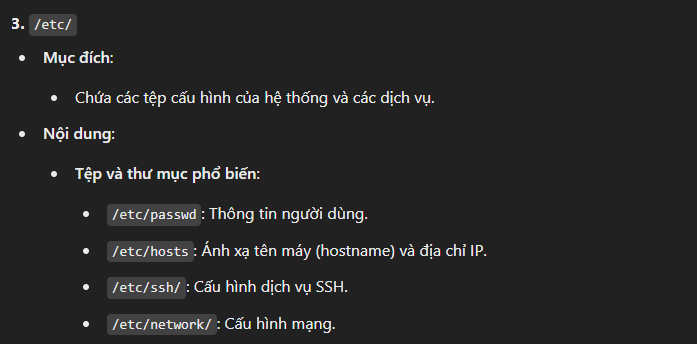 3. /etc/
Mục đích:
Chứa các tệp cấu hình của hệ thống và các dịch vụ.
Nội dung:
Tệp và thư mục phổ biến:
/etc/passwd: Thông tin người dùng.
/etc/hosts: Ánh xạ tên máy (hostname) và địa chỉ IP.
/etc/ssh/: Cấu hình dịch vụ SSH.
/etc/network/: Cấu hình mạng.